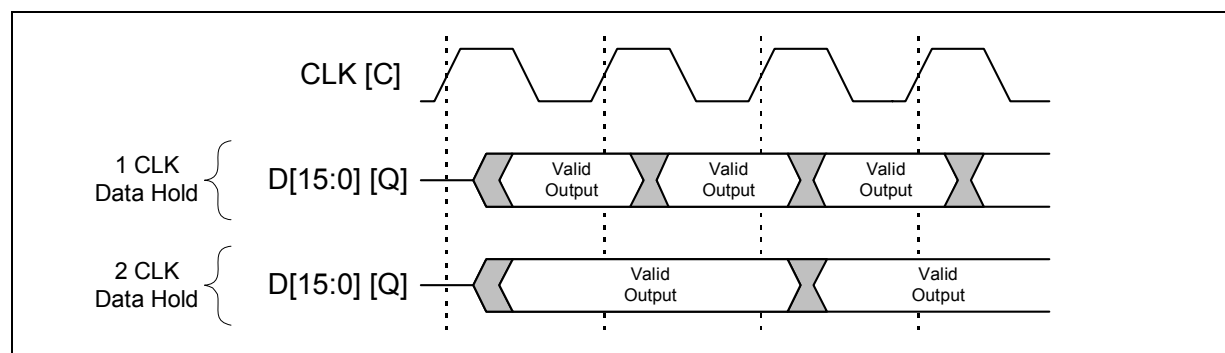 CLK [C]
1 CLK
Data Hold
D[15:0] [Q]
Valid
Output
Valid
Output
Valid
Output
2 CLK
Data Hold
D[15:0] [Q]
Valid
Output
Valid
Output